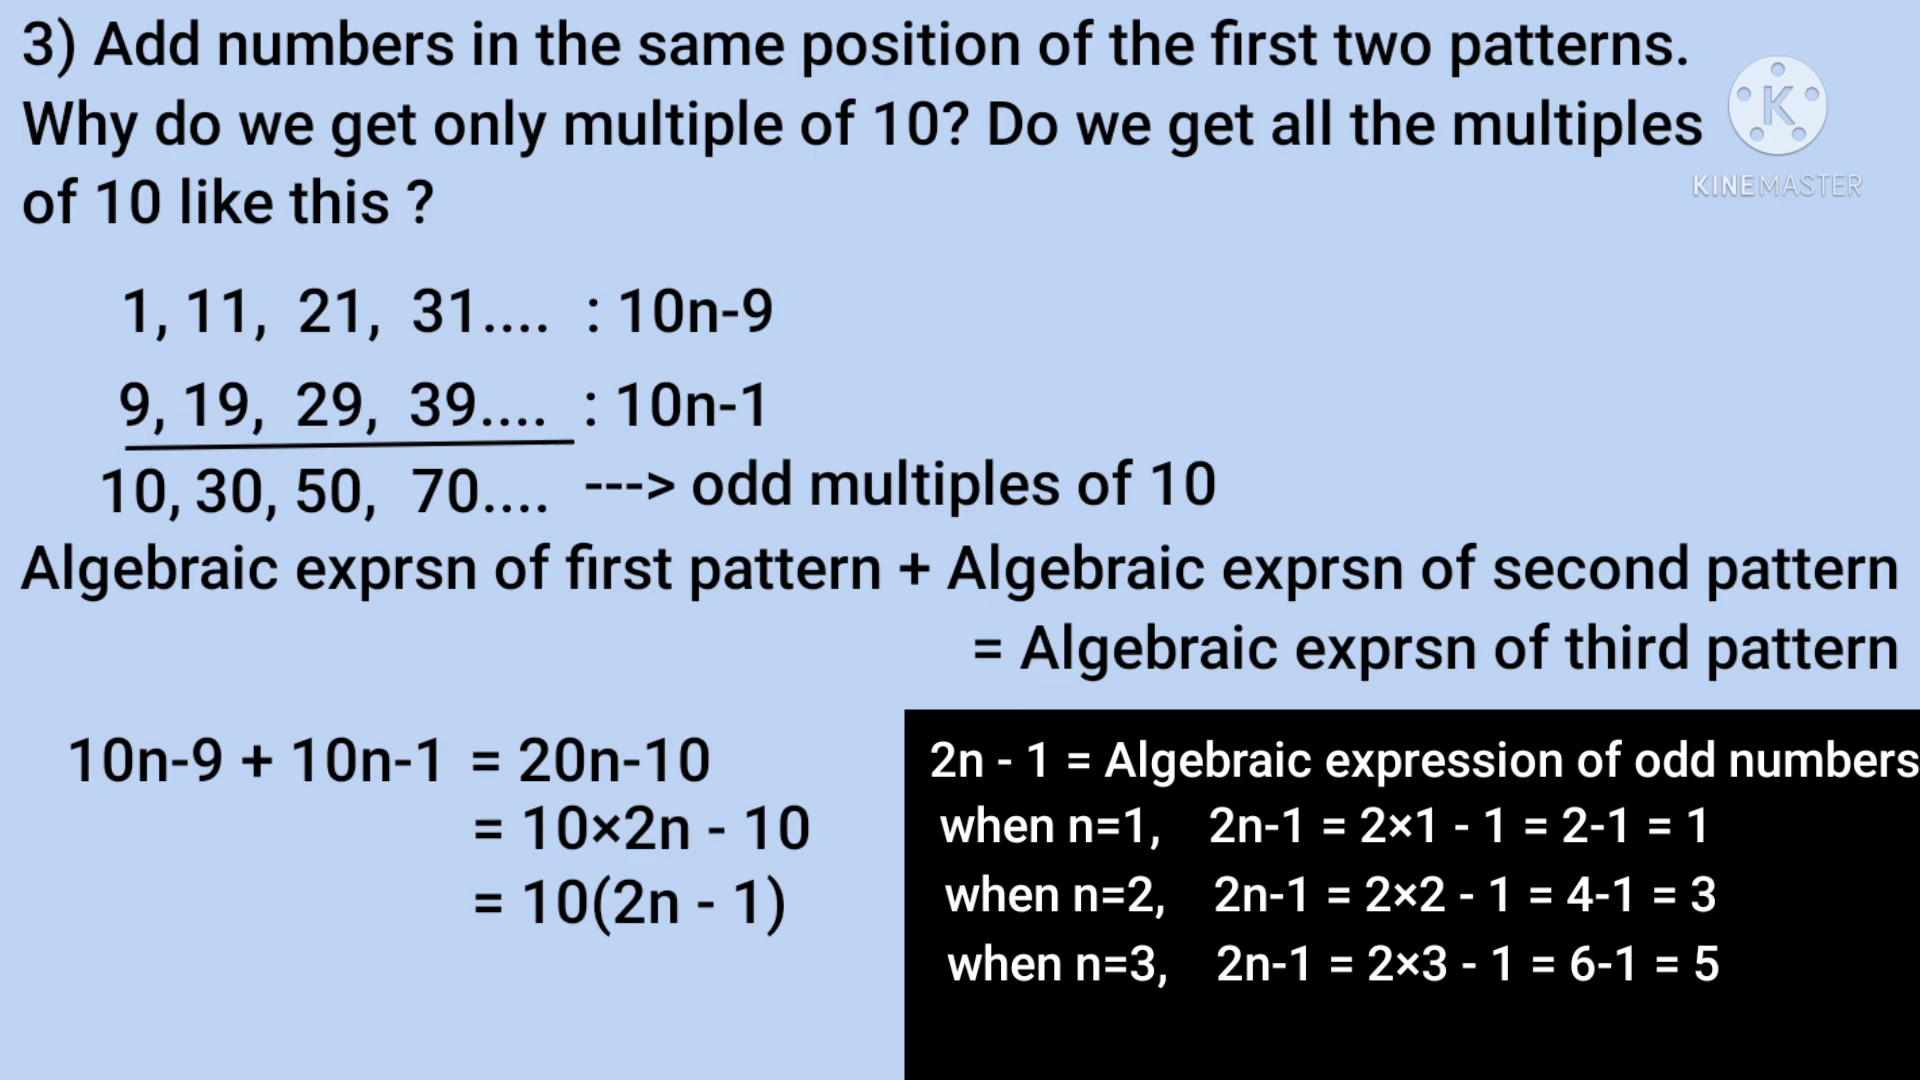 3) Add numbers in the same position of the first two patterns.
Why do we get only multiple of 10? Do we get all the multiples
of 10 like this ?
K
KINEMASTER
1, 11, 21, 31.... : 10n-9
9, 19, 29, 39.... : 10n-1
10, 30, 50, 70.... ---> odd multiples of 10
Algebraic exprsn of first pattern + Algebraic exprsn of second pattern
= Algebraic exprsn of third pattern
10n-9 + 10n-1 = 20n-10
= 10×2n - 10
= 10(2n - 1)
2n - 1 = Algebraic expression of odd numbers
when n=1, 2n-1 = 2×1 - 1 = 2-1 = 1
when n=2, 2n-1 = 2×2 - 1 = 4-1 = 3
when n=3, 2n-1 = 2×3 - 1 = 6-1 = 5